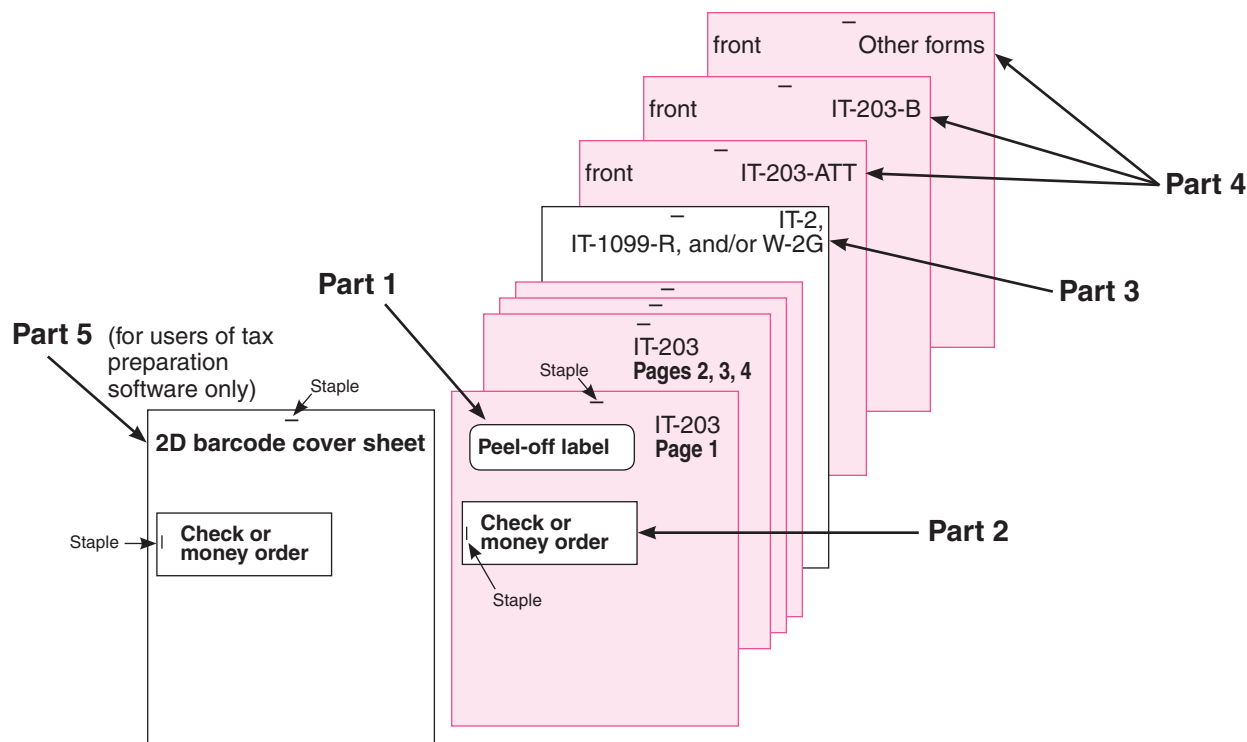 front Other forms
front IT-203-B
front IT-203-ATT
Part 4
IT-2,
IT-1099-R, and/or W-2G
Part 3
Part 1
Part 5 (for users of tax
preparation
software only)
IT-203
Pages 2, 3, 4
Staple
Staple
2D barcode cover sheet
Peel-off label
IT-203
Page 1
Staple
Check or
money order
Check or
money order
Part 2
Staple